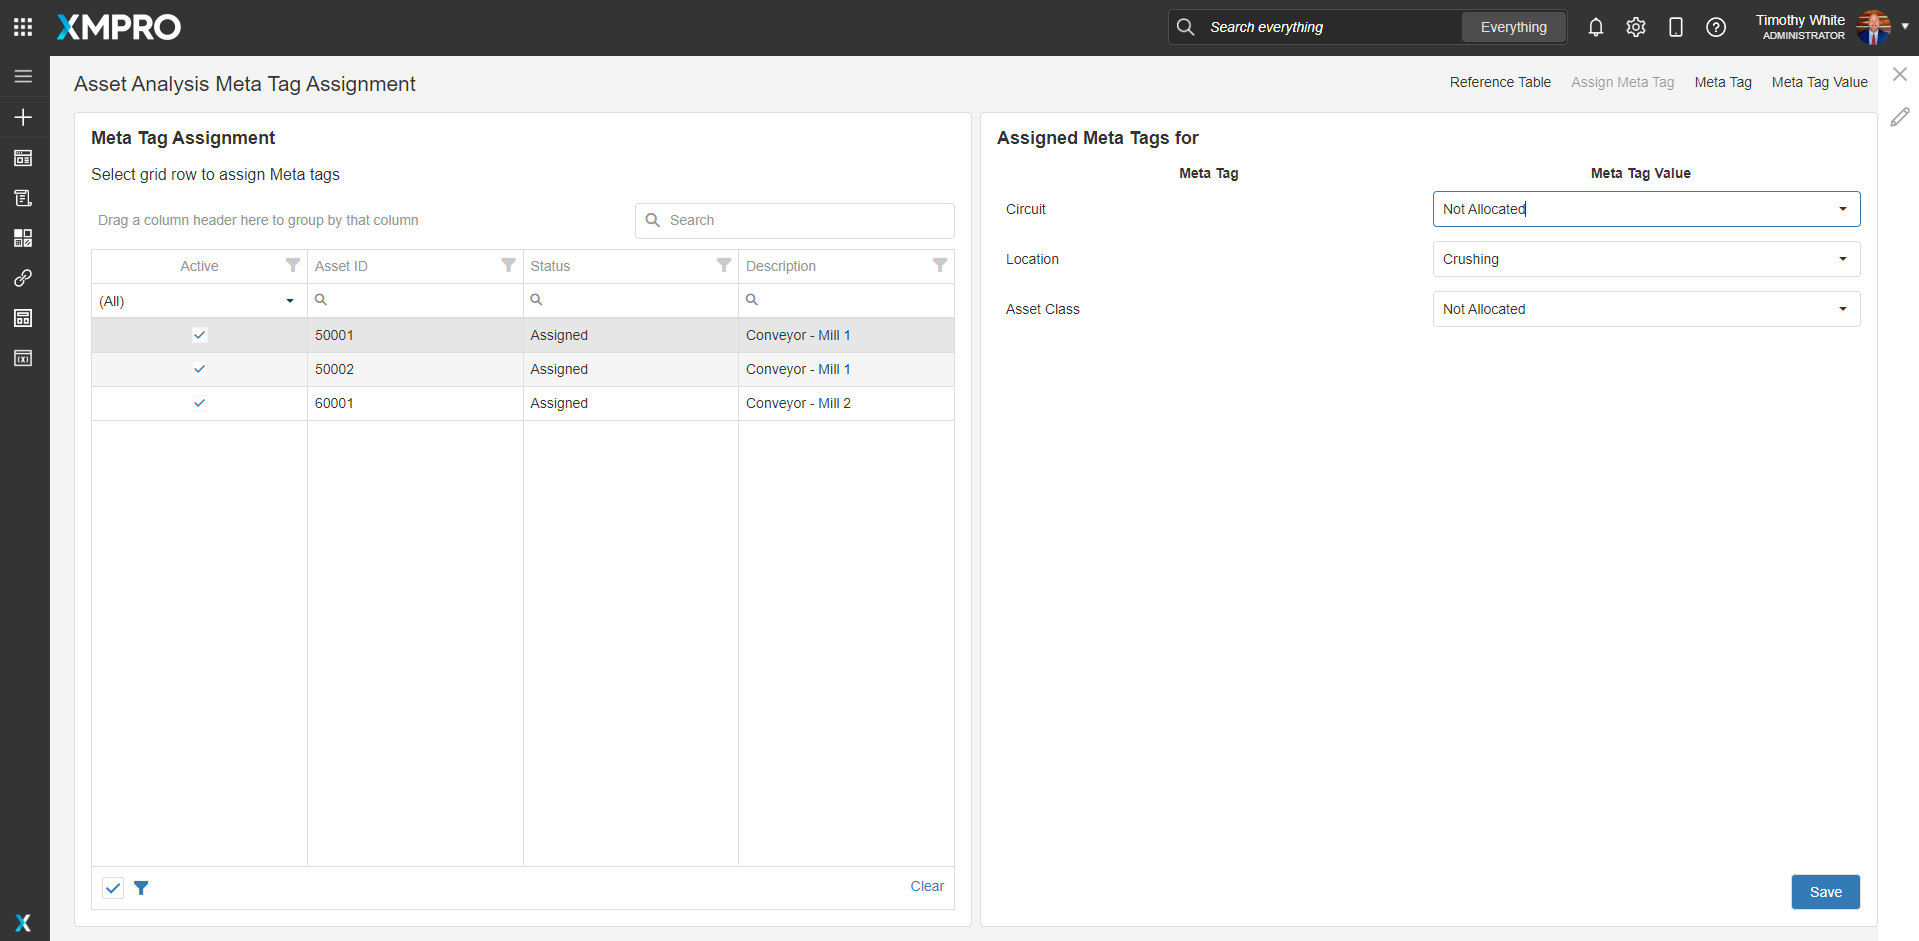 XMPRO
Search everything
Everything
Timothy White
ADMINISTRATOR
Asset Analysis Meta Tag Assignment
Reference Table
Assign Meta Tag
Meta Tag
Meta Tag Value
Meta Tag Assignment
Select grid row to assign Meta tags
Drag a column header here to group by that column
Search
Active Asset ID Status Description
(All)
50001 Assigned Conveyor - Mill 1
50002 Assigned Conveyor - Mill 1
60001 Assigned Conveyor - Mill 2
Clear
Assigned Meta Tags for
Meta Tag Meta Tag Value
Circuit Not Allocated
Location Crushing
Asset Class Not Allocated
Save